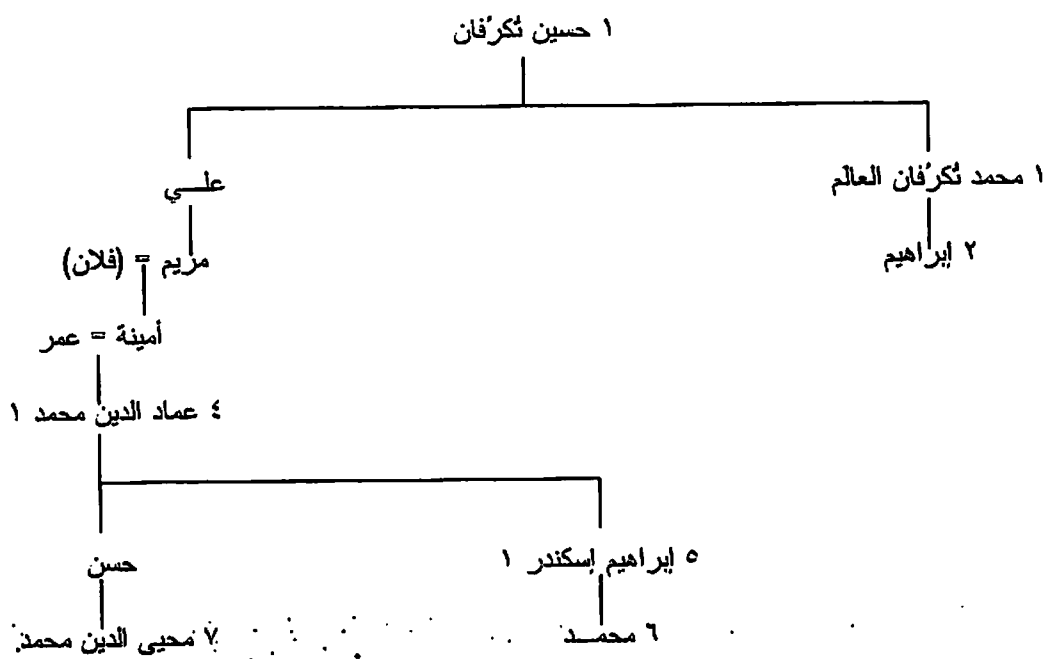 ١ حسين تُكرُفان
١ محمد تُكرُفان العالم
علـــي
٢ إبراهيم
مريم = (فلان)
أمينة = عمر
٤ عماد الدين محمد ١
٥ إبراهيم إسكندر ١
حسن
٦ محمـــد
٧ محيي الدين محمد